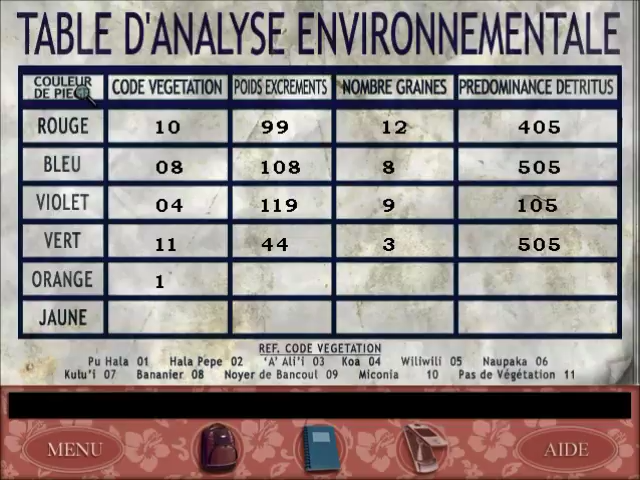 TABLE D'ANALYSE ENVIRONNEMENTALE
COULEUR DE PIEGE CODE VEGETATION POIDS EXCREMENTS NOMBRE GRAINES PREDOMINANCE DETRITUS
ROUGE 10 99 12 405
BLEU 08 108 8 505
VIOLET 04 119 9 105
VERT 11 44 3 505
ORANGE 1
JAUNE
REF. CODE VEGETATION
Pu Hala 01 Hala Pepe 02 'A' Ali'i 03 Koa 04 Wiliwili 05 Naupaka 06
Kulu'i 07 Bananier 08 Noyer de Bancoul 09 Miconia 10 Pas de Végétation 11
MENU AIDE